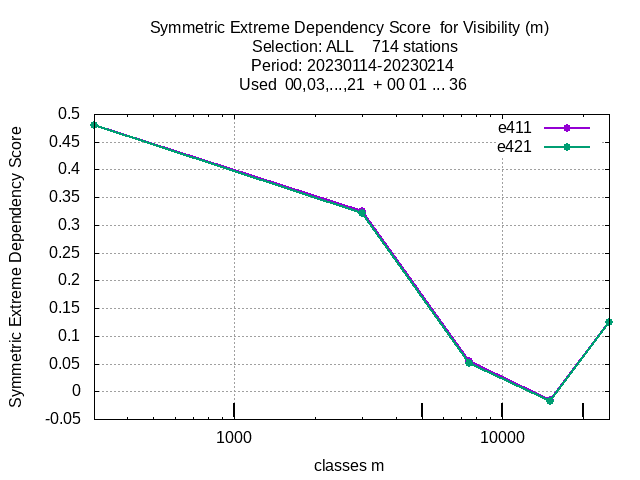 Symmetric Extreme Dependency Score  for Visibility (m)
Selection: ALL    714 stations
Period: 20230114-20230214
Used  00,03,...,21  + 00 01 ... 36
0.5
0.45
0.4
0.35
0.3
0.25
0.2
0.15
0.1
0.05
0
-0.05
Symmetric Extreme Dependency Score
e411
e421
1000
10000
classes m